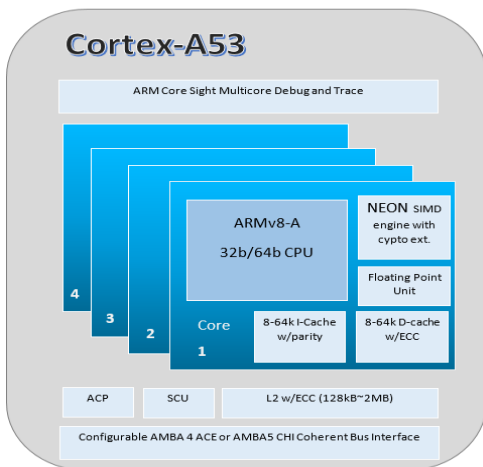 Cortex-A53
ARM Core Sight Multicore Debug and Trace
ARMv8-A
32b/64b CPU
NEON SIMD
engine with
cypto ext.
Floating Point
Unit
4
3
2
Core
1
8-64k I-Cache
w/parity
8-64k D-cache
w/ECC
ACP
SCU
L2 w/ECC (128kB~2MB)
Configurable AMBA 4 ACE or AMBA5 CHI Coherent Bus Interface